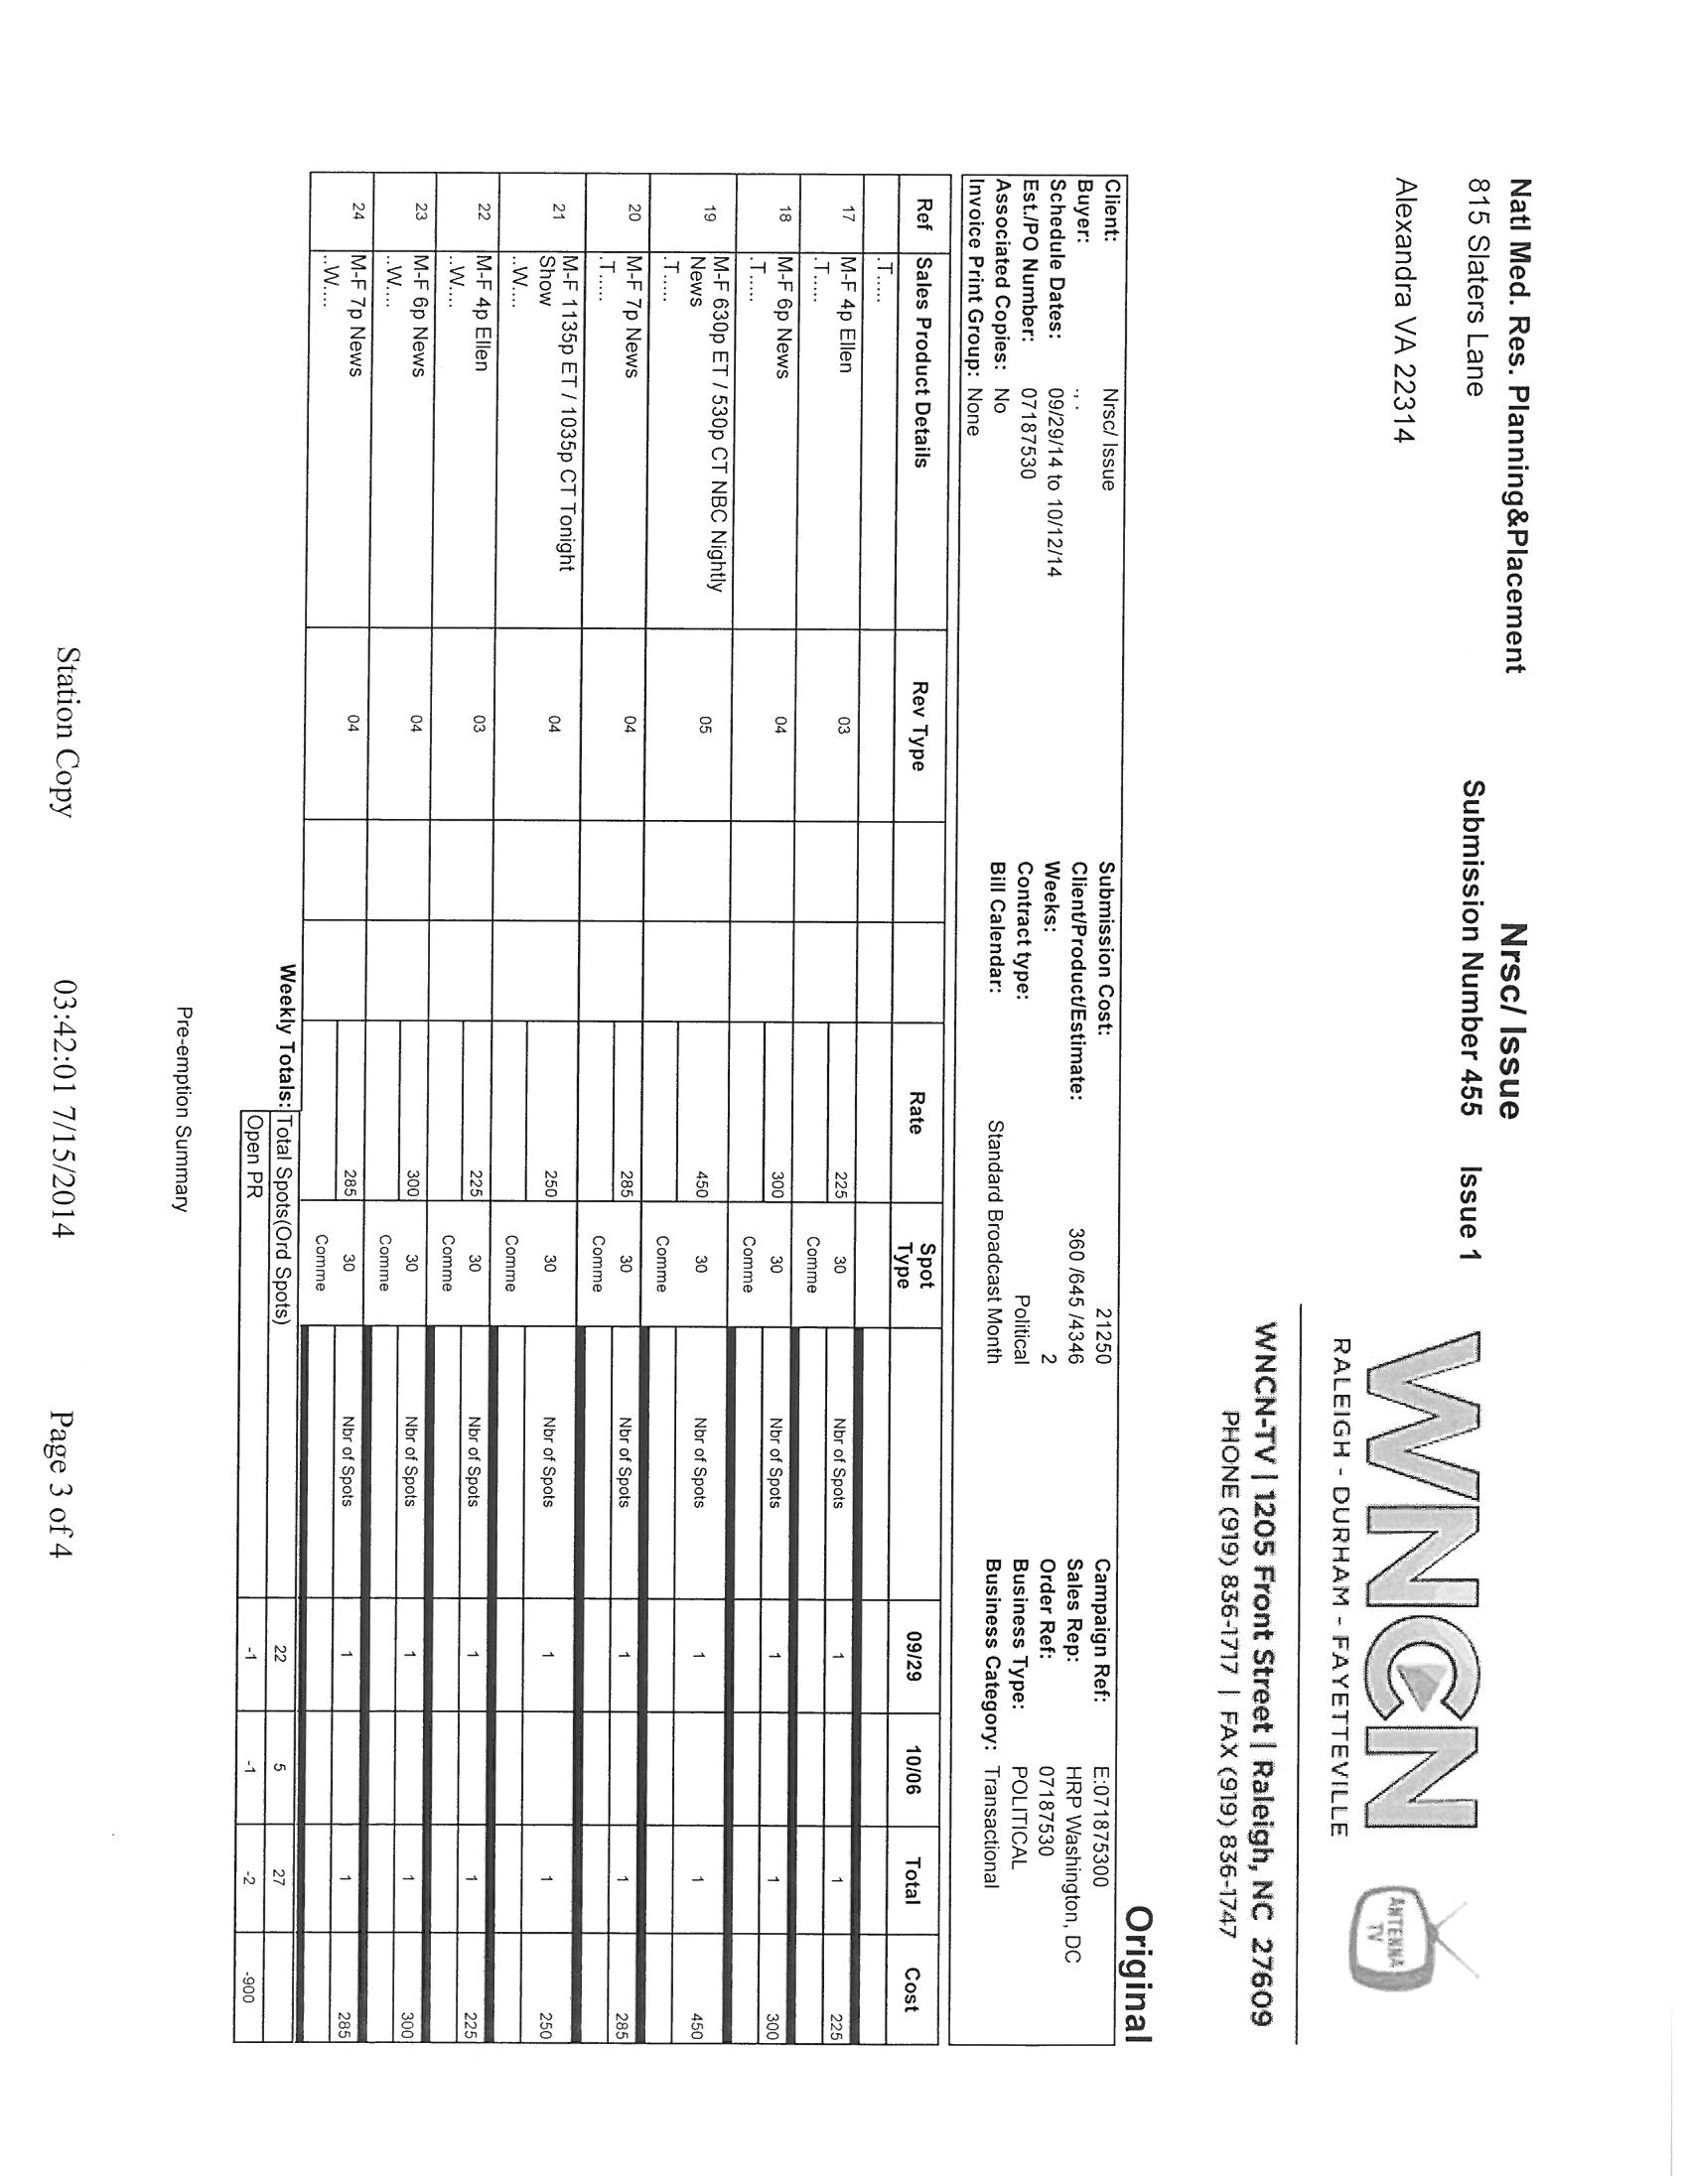 Natl Med. Res. Planning&Placement
815 Slaters Lane
Alexandra VA 22314
Nrsc/ Issue
Submission Number 455 Issue 1
WNCN
RALEIGH - DURHAM - FAYETTEVILLE
ANTENNA TV
WNCN-TV | 1205 Front Street | Raleigh, NC 27609
PHONE (919) 836-1717 | FAX (919) 836-1747
Original
Client: Nrsc/ Issue Submission Cost: 21250 Campaign Ref: E:071875300
Buyer: ., . Client/Product/Estimate: 360 /645 /4346 Sales Rep: HRP Washington, DC
Schedule Dates: 09/29/14 to 10/12/14 Weeks: 2 Order Ref: 07187530
Est./PO Number: 07187530 Contract type: Political Business Type: POLITICAL
Associated Copies: No Bill Calendar: Standard Broadcast Month Business Category: Transactional
Invoice Print Group: None
Ref Sales Product Details Rev Type Rate Spot Type 09/29 10/06 Total Cost
.T.....
17 M-F 4p Ellen 03 225 30 Nbr of Spots 1 1 225
.T..... Comme
18 M-F 6p News 04 300 30 Nbr of Spots 1 1 300
.T..... Comme
19 M-F 630p ET / 530p CT NBC Nightly 05 450 30 Nbr of Spots 1 1 450
News
.T..... Comme
20 M-F 7p News 04 285 30 Nbr of Spots 1 1 285
.T..... Comme
21 M-F 1135p ET / 1035p CT Tonight 04 250 30 Nbr of Spots 1 1 250
Show
..W.... Comme
22 M-F 4p Ellen 03 225 30 Nbr of Spots 1 1 225
..W.... Comme
23 M-F 6p News 04 300 30 Nbr of Spots 1 1 300
..W.... Comme
24 M-F 7p News 04 285 30 Nbr of Spots 1 1 285
..W.... Comme
Weekly Totals: Total Spots(Ord Spots) 22 5 27
Open PR -1 -1 -2 -900
Pre-emption Summary
Station Copy 03:42:01 7/15/2014 Page 3 of 4